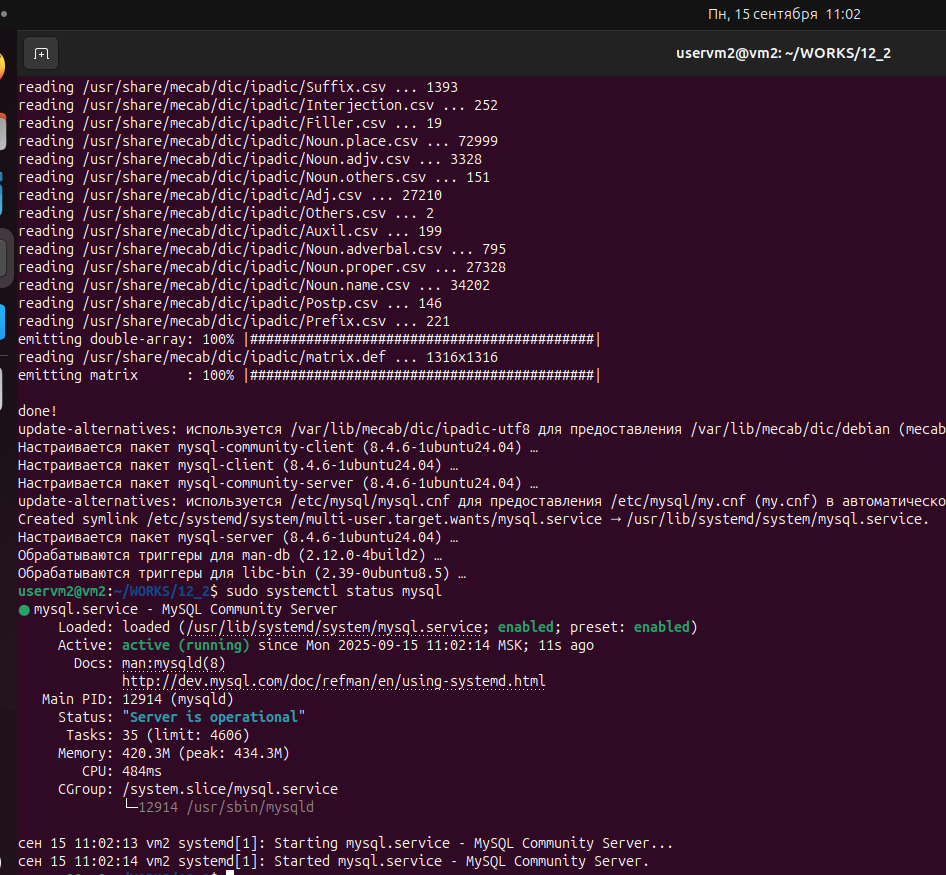 Пн, 15 сентября 11:02
uservm2@vm2: ~/WORKS/12_2
reading /usr/share/mecab/dic/ipadic/Suffix.csv ... 1393
reading /usr/share/mecab/dic/ipadic/Interjection.csv ... 252
reading /usr/share/mecab/dic/ipadic/Filler.csv ... 19
reading /usr/share/mecab/dic/ipadic/Noun.place.csv ... 72999
reading /usr/share/mecab/dic/ipadic/Noun.adjv.csv ... 3328
reading /usr/share/mecab/dic/ipadic/Noun.others.csv ... 151
reading /usr/share/mecab/dic/ipadic/Adj.csv ... 27210
reading /usr/share/mecab/dic/ipadic/Others.csv ... 2
reading /usr/share/mecab/dic/ipadic/Auxil.csv ... 199
reading /usr/share/mecab/dic/ipadic/Noun.adverbal.csv ... 795
reading /usr/share/mecab/dic/ipadic/Noun.proper.csv ... 27328
reading /usr/share/mecab/dic/ipadic/Noun.name.csv ... 34202
reading /usr/share/mecab/dic/ipadic/Postp.csv ... 146
reading /usr/share/mecab/dic/ipadic/Prefix.csv ... 221
emitting double-array: 100% |###########################################|
reading /usr/share/mecab/dic/ipadic/matrix.def ... 1316x1316
emitting matrix      : 100% |###########################################|
done!
update-alternatives: используется /var/lib/mecab/dic/ipadic-utf8 для предоставления /var/lib/mecab/dic/debian (mecab
Настраивается пакет mysql-community-client (8.4.6-1ubuntu24.04) …
Настраивается пакет mysql-client (8.4.6-1ubuntu24.04) …
Настраивается пакет mysql-community-server (8.4.6-1ubuntu24.04) …
update-alternatives: используется /etc/mysql/mysql.cnf для предоставления /etc/mysql/my.cnf (my.cnf) в автоматическо
Created symlink /etc/systemd/system/multi-user.target.wants/mysql.service → /usr/lib/systemd/system/mysql.service.
Настраивается пакет mysql-server (8.4.6-1ubuntu24.04) …
Обрабатываются триггеры для man-db (2.12.0-4build2) …
Обрабатываются триггеры для libc-bin (2.39-0ubuntu8.5) …
uservm2@vm2:~/WORKS/12_2$ sudo systemctl status mysql
● mysql.service - MySQL Community Server
Loaded: loaded (/usr/lib/systemd/system/mysql.service; enabled; preset: enabled)
Active: active (running) since Mon 2025-09-15 11:02:14 MSK; 11s ago
Docs: man:mysqld(8)
http://dev.mysql.com/doc/refman/en/using-systemd.html
Main PID: 12914 (mysqld)
Status: "Server is operational"
Tasks: 35 (limit: 4606)
Memory: 420.3M (peak: 434.3M)
CPU: 484ms
CGroup: /system.slice/mysql.service
└─12914 /usr/sbin/mysqld
сен 15 11:02:13 vm2 systemd[1]: Starting mysql.service - MySQL Community Server...
сен 15 11:02:14 vm2 systemd[1]: Started mysql.service - MySQL Community Server.